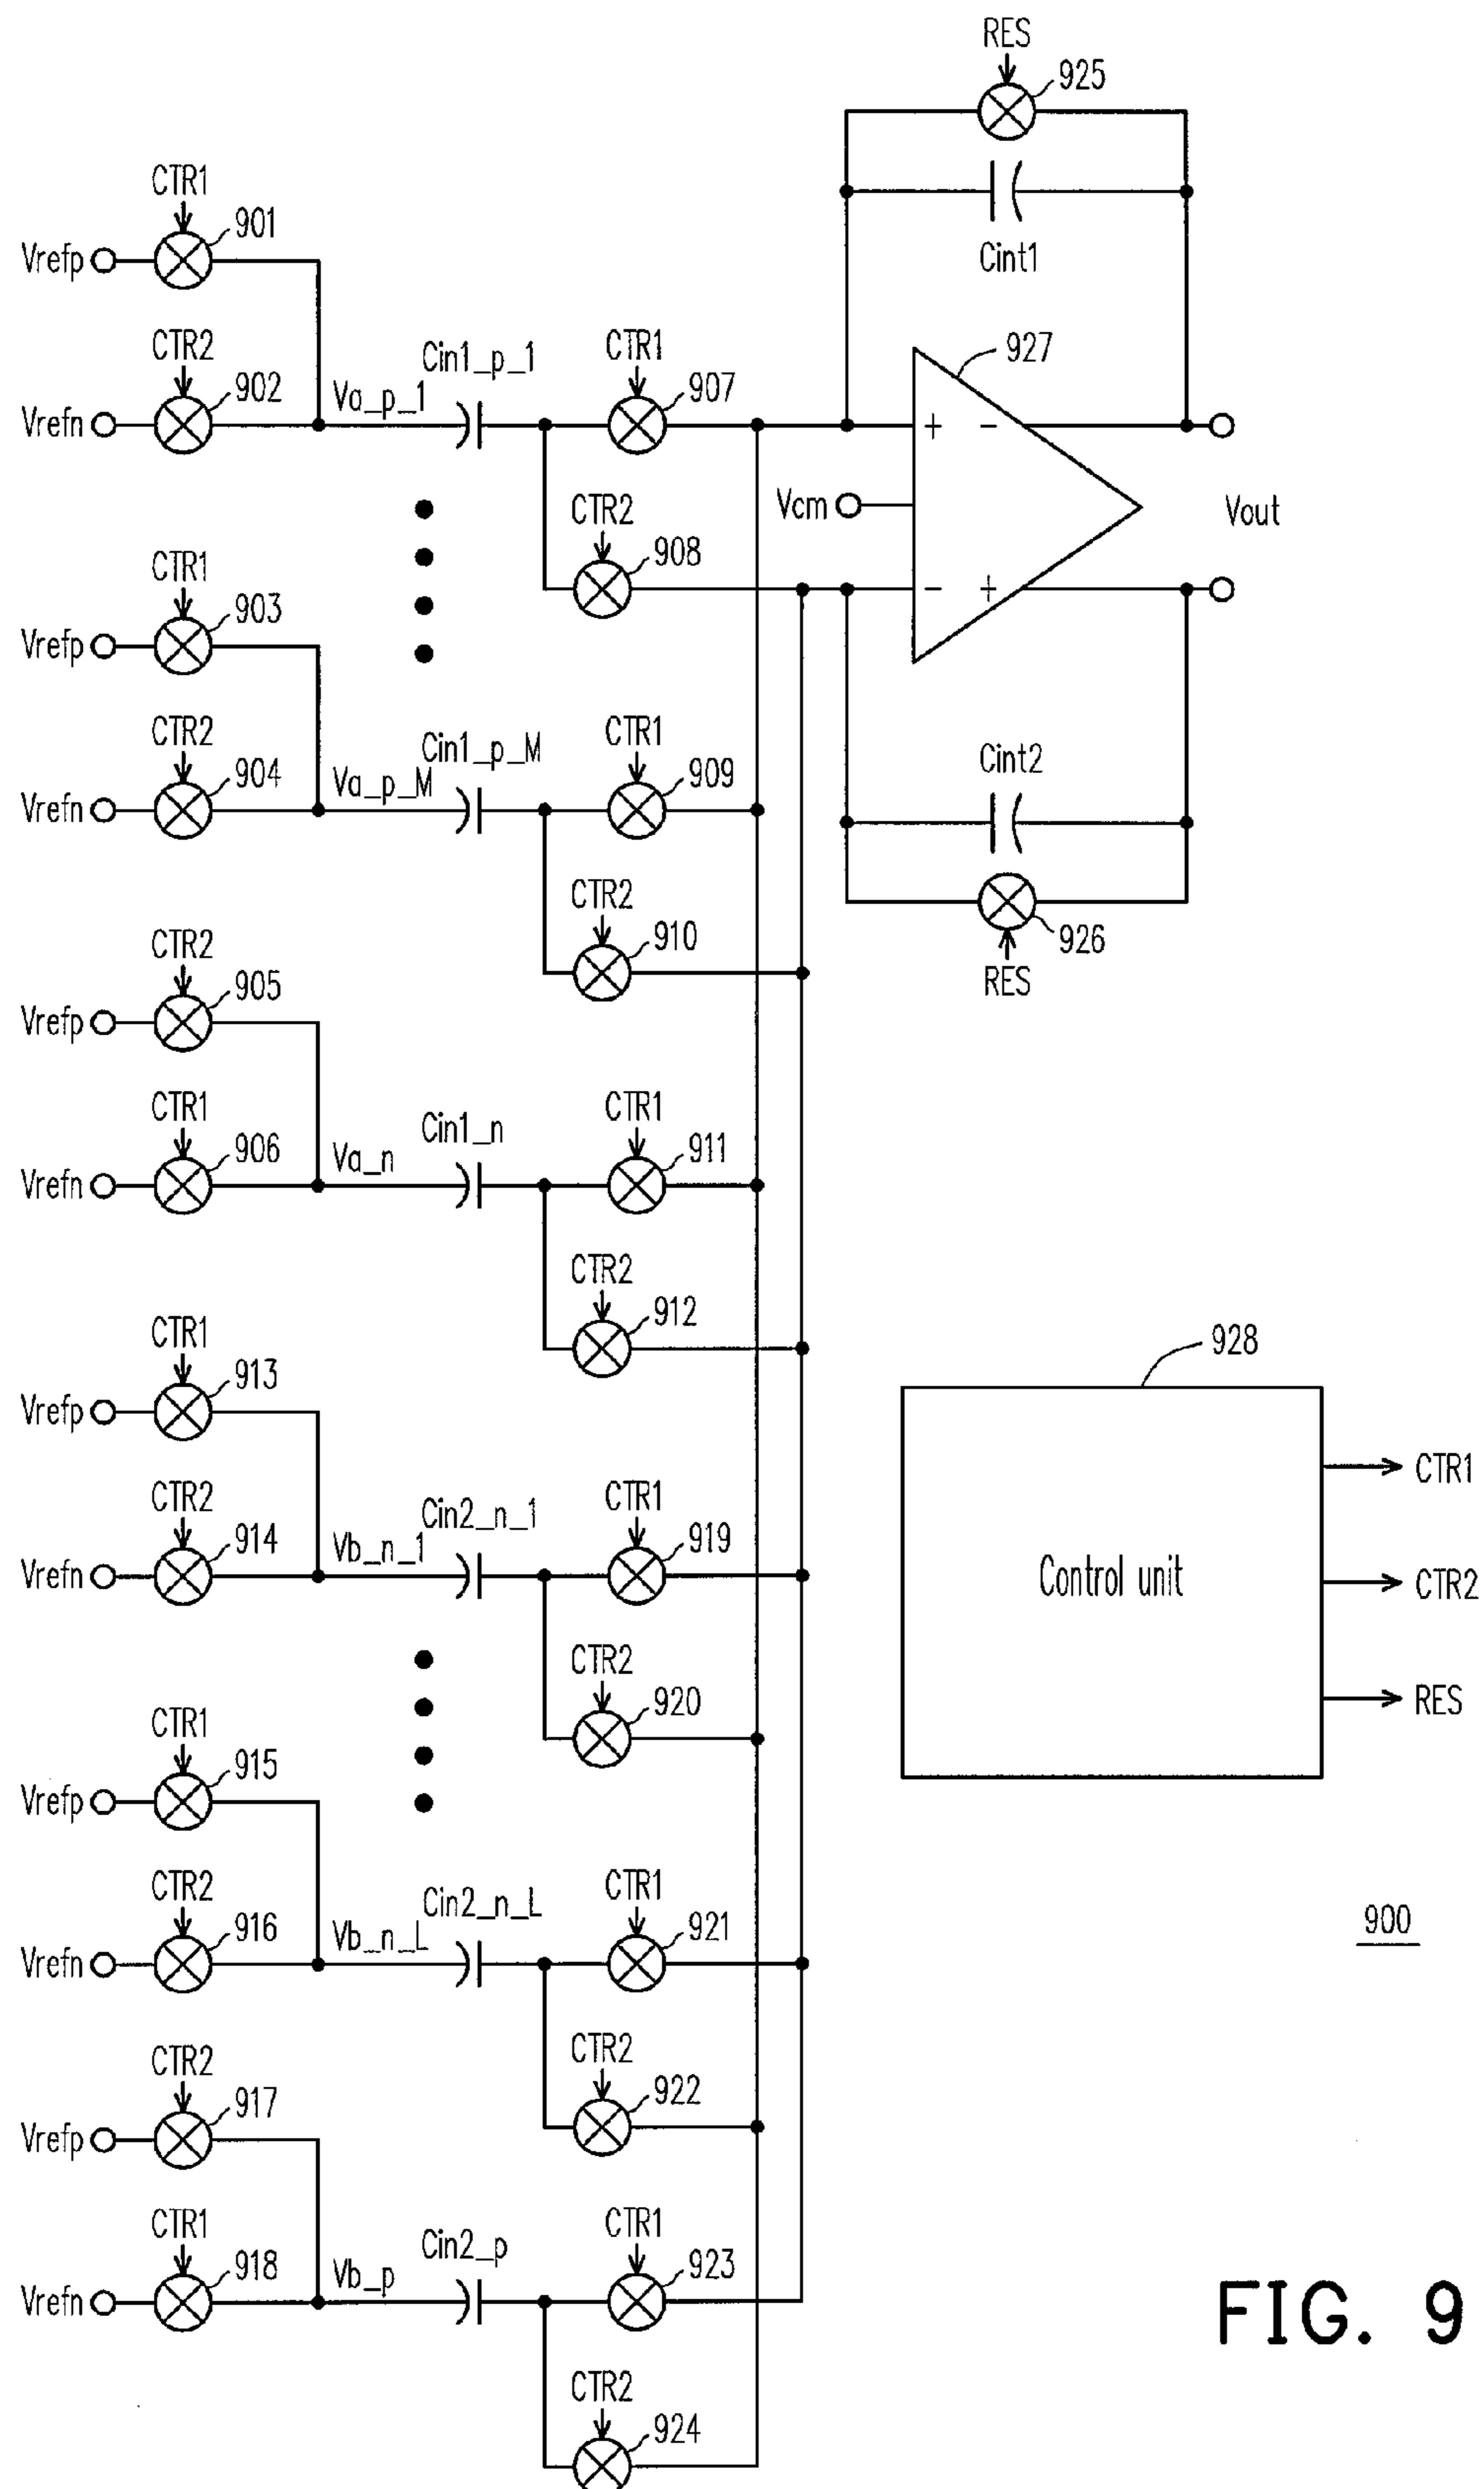 RES
925
Cint1
CTR1
901
Vrefp
CTR2
902
Vrefn
Va_p_1
Cin1_p_1
CTR1
907
CTR2
908
927
+
-
Vcm
-
+
Vout
CTR1
903
Vrefp
CTR2
904
Vrefn
Va_p_M
Cin1_p_M
CTR1
909
CTR2
910
Cint2
926
RES
CTR2
905
Vrefp
CTR1
906
Vrefn
Va_n
Cin1_n
CTR1
911
CTR2
912
CTR1
913
Vrefp
CTR2
914
Vrefn
Vb_n_1
Cin2_n_1
CTR1
919
CTR2
920
928
Control unit
CTR1
CTR2
RES
CTR1
915
Vrefp
CTR2
916
Vrefn
Vb_n_L
Cin2_n_L
CTR1
921
CTR2
922
900
CTR2
917
Vrefp
CTR1
918
Vrefn
Vb_p
Cin2_p
CTR1
923
CTR2
924
FIG. 9